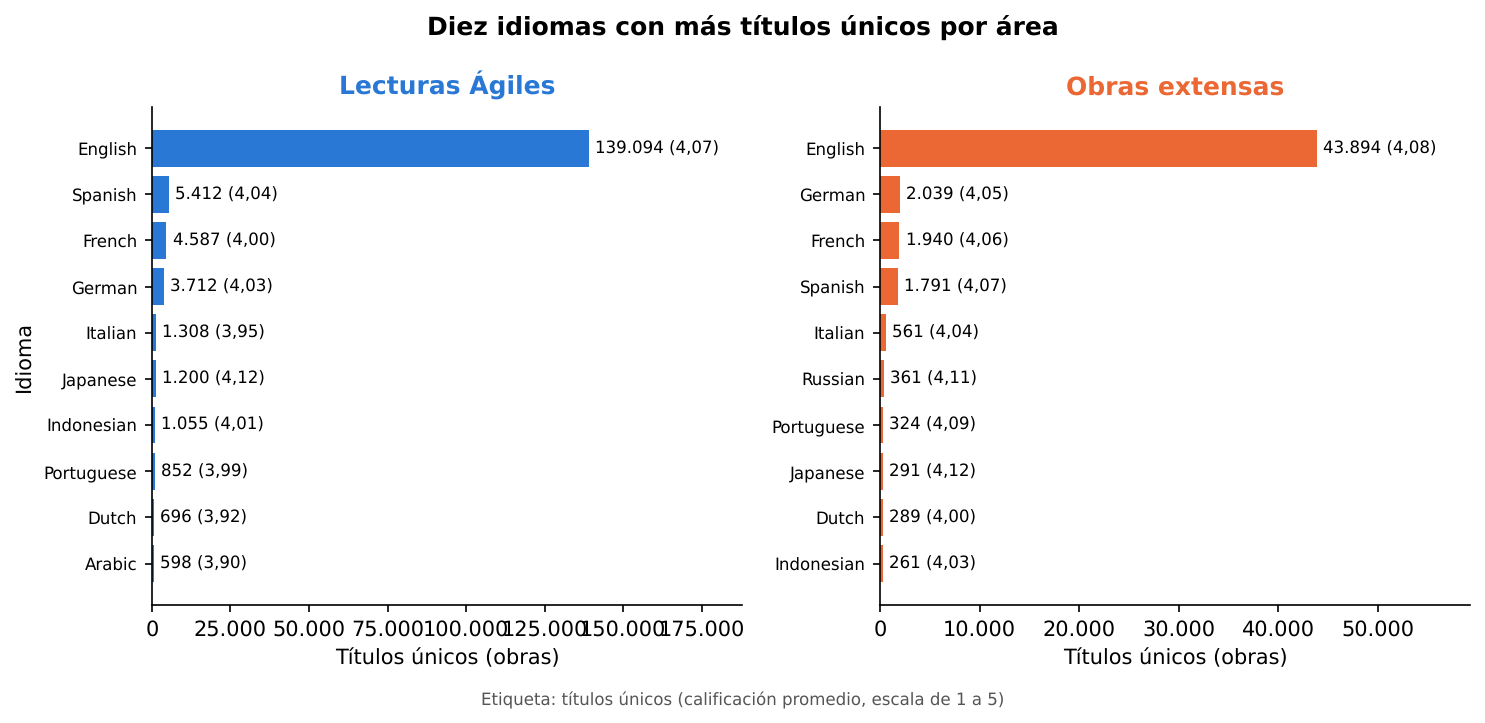 Diez idiomas con más títulos únicos por área
Lecturas Ágiles
Idioma
English 139.094 (4,07)
Spanish 5.412 (4,04)
French 4.587 (4,00)
German 3.712 (4,03)
Italian 1.308 (3,95)
Japanese 1.200 (4,12)
Indonesian 1.055 (4,01)
Portuguese 852 (3,99)
Dutch 696 (3,92)
Arabic 598 (3,90)
0 25.000 50.000 75.000 100.000 125.000 150.000 175.000
Títulos únicos (obras)
Obras extensas
English 43.894 (4,08)
German 2.039 (4,05)
French 1.940 (4,06)
Spanish 1.791 (4,07)
Italian 561 (4,04)
Russian 361 (4,11)
Portuguese 324 (4,09)
Japanese 291 (4,12)
Dutch 289 (4,00)
Indonesian 261 (4,03)
0 10.000 20.000 30.000 40.000 50.000
Títulos únicos (obras)
Etiqueta: títulos únicos (calificación promedio, escala de 1 a 5)